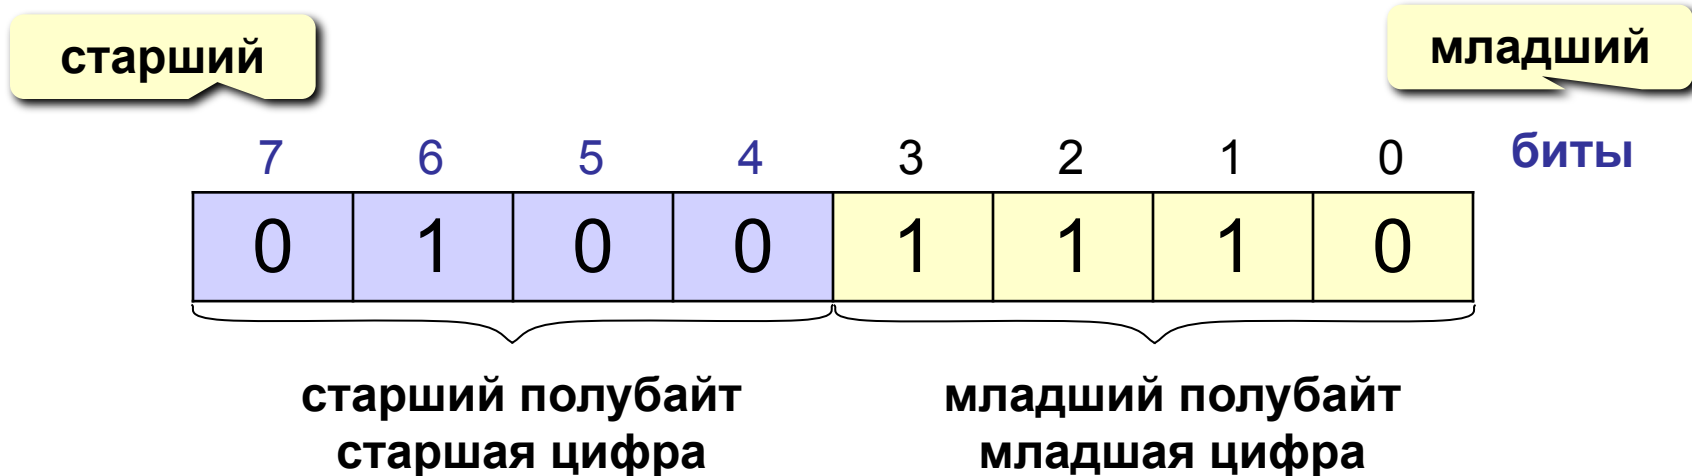 старший младший
7 6 5 4 3 2 1 0 биты
0 1 0 0 1 1 1 0
старший полубайт младший полубайт
старшая цифра младшая цифра